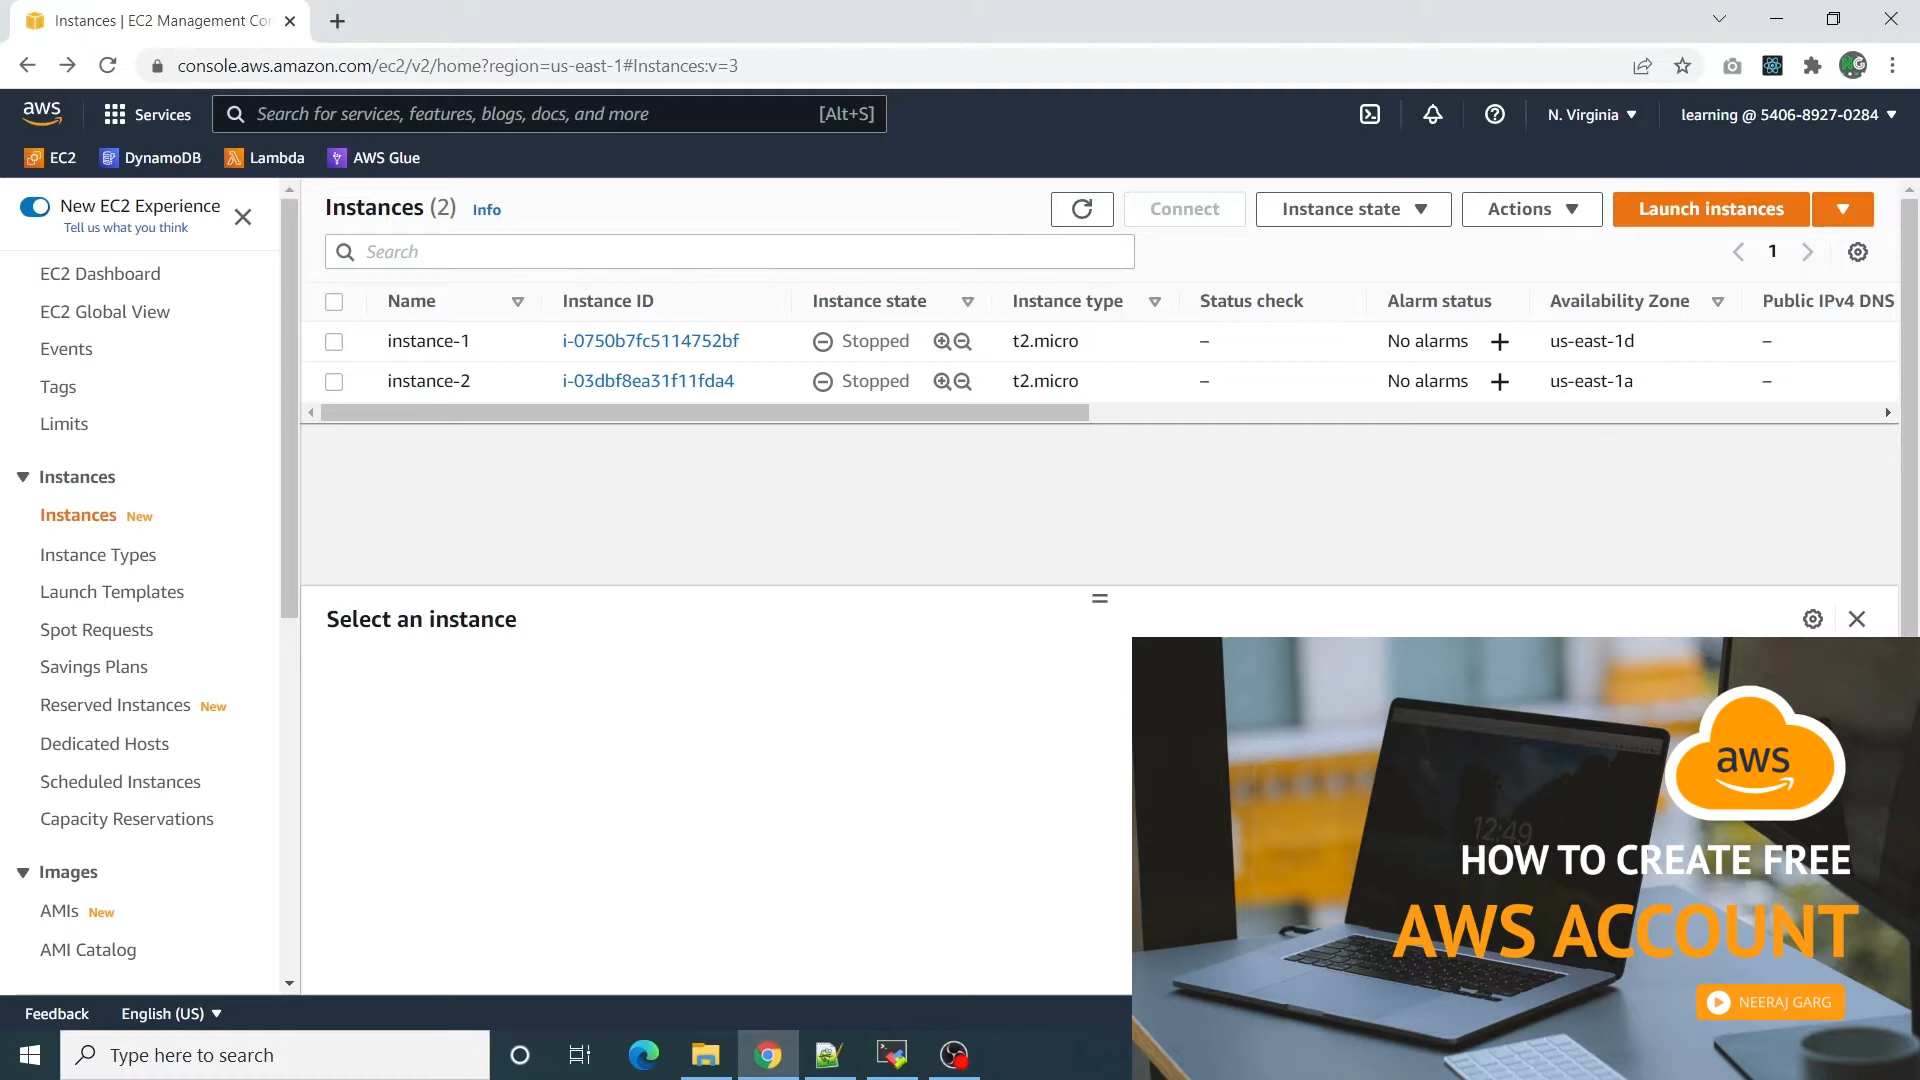 Instances | EC2 Management Con
console.aws.amazon.com/ec2/v2/home?region=us-east-1#Instances:v=3
NG
aws
Services
Search for services, features, blogs, docs, and more
[Alt+S]
N. Virginia
learning @ 5406-8927-0284
EC2
DynamoDB
Lambda
AWS Glue
New EC2 Experience
Tell us what you think
EC2 Dashboard
EC2 Global View
Events
Tags
Limits
Instances
Instances New
Instance Types
Launch Templates
Spot Requests
Savings Plans
Reserved Instances New
Dedicated Hosts
Scheduled Instances
Capacity Reservations
Images
AMIs New
AMI Catalog
Instances (2) Info
Connect
Instance state
Actions
Launch instances
Search
1
Name Instance ID Instance state Instance type Status check Alarm status Availability Zone Public IPv4 DNS
instance-1 i-0750b7fc5114752bf Stopped t2.micro – No alarms + us-east-1d –
instance-2 i-03dbf8ea31f11fda4 Stopped t2.micro – No alarms + us-east-1a –
Select an instance
aws
12:49
HOW TO CREATE FREE
AWS ACCOUNT
NEERAJ GARG
Feedback
English (US)
Type here to search